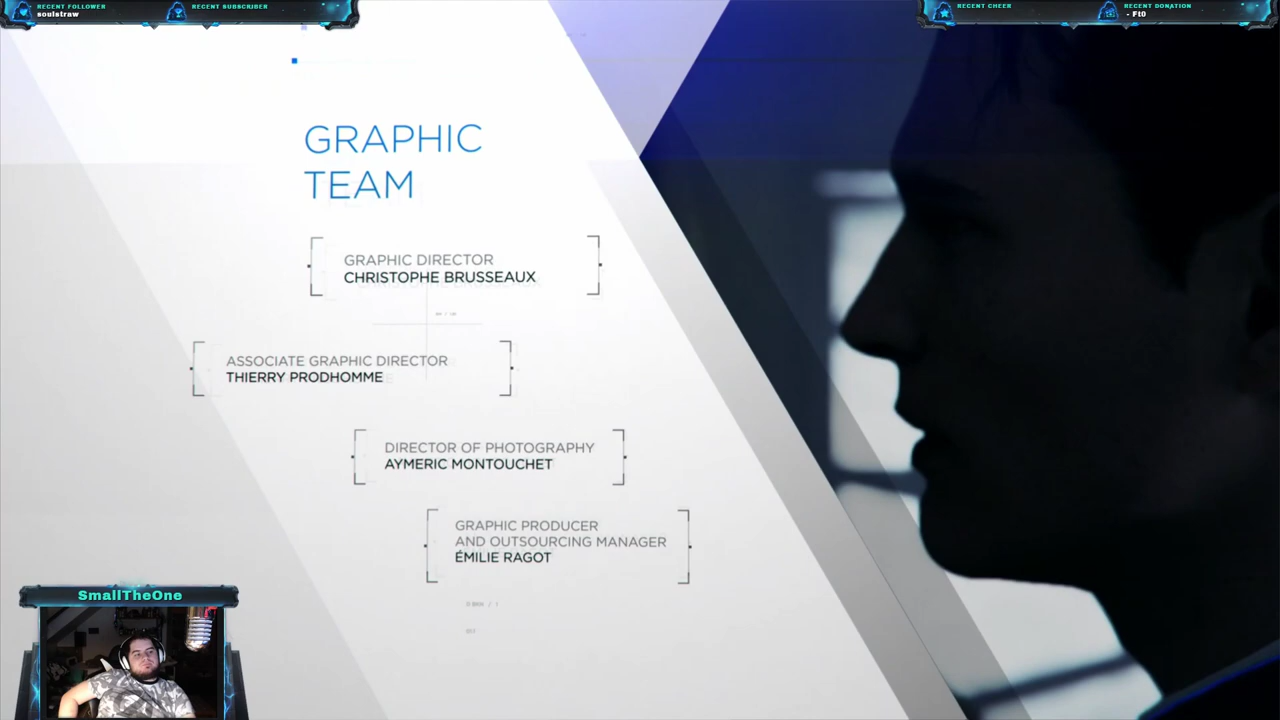 RECENT FOLLOWER
soulstraw
RECENT SUBSCRIBER
RECENT CHEER
RECENT DONATION
- Ft0
GRAPHIC
TEAM
GRAPHIC DIRECTOR
CHRISTOPHE BRUSSEAUX
ASSOCIATE GRAPHIC DIRECTOR
THIERRY PRODHOMME
DIRECTOR OF PHOTOGRAPHY
AYMERIC MONTOUCHET
GRAPHIC PRODUCER
AND OUTSOURCING MANAGER
ÉMILIE RAGOT
SmallTheOne